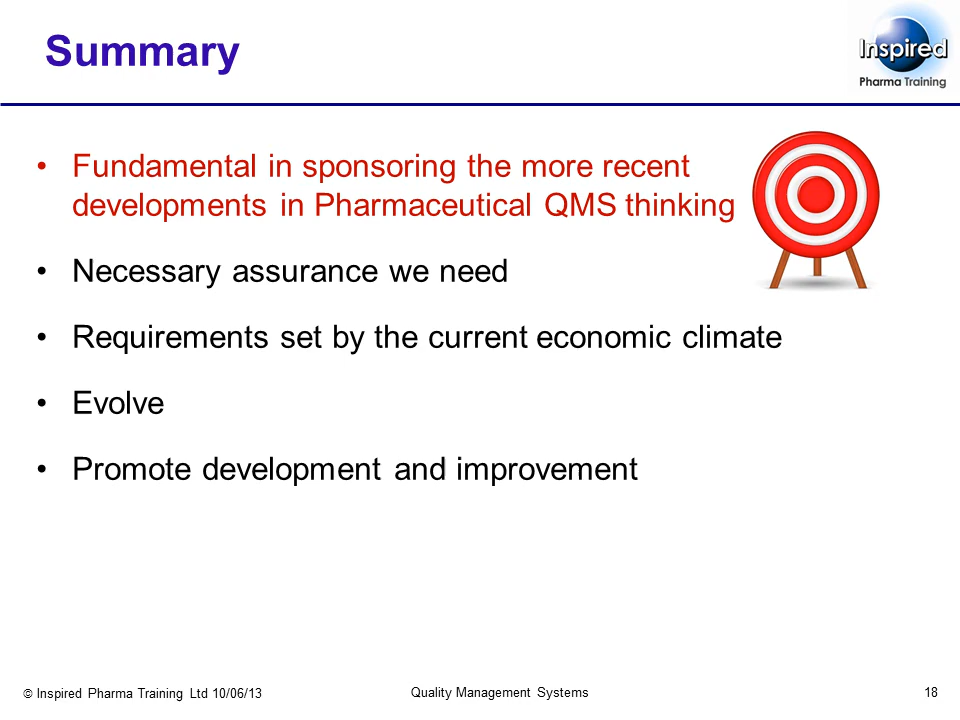 Summary
Inspired
Pharma Training
• Fundamental in sponsoring the more recent
developments in Pharmaceutical QMS thinking
• Necessary assurance we need
• Requirements set by the current economic climate
• Evolve
• Promote development and improvement
© Inspired Pharma Training Ltd 10/06/13
Quality Management Systems
18